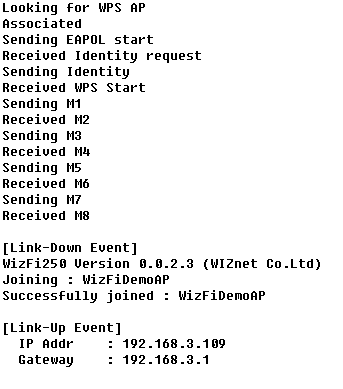 Looking for WPS AP
Associated
Sending EAPOL start
Received Identity request
Sending Identity
Received WPS Start
Sending M1
Received M2
Sending M3
Received M4
Sending M5
Received M6
Sending M7
Received M8
[Link-Down Event]
WizFi250 Version 0.0.2.3 (WIZnet Co.Ltd)
Joining : WizFiDemoAP
Successfully joined : WizFiDemoAP
[Link-Up Event]
IP Addr : 192.168.3.109
Gateway : 192.168.3.1